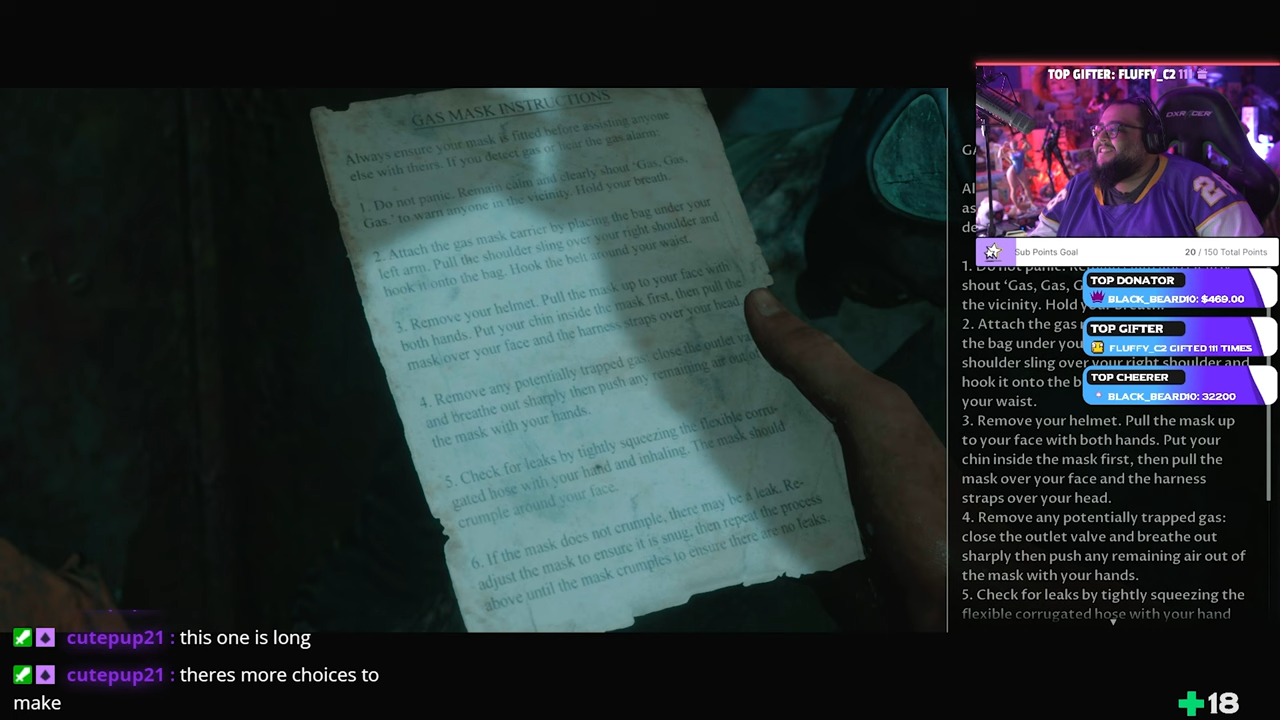 GAS MASK INSTRUCTIONS
Always ensure your mask is fitted before assisting anyone
else with theirs. If you detect gas or hear the gas alarm:
1. Do not panic. Remain calm and clearly shout 'Gas, Gas,
Gas.' to warn anyone in the vicinity. Hold your breath.
2. Attach the gas mask carrier by placing the bag under your
left arm. Pull the shoulder sling over your right shoulder and
hook it onto the bag. Hook the belt around your waist.
3. Remove your helmet. Pull the mask up to your face with
both hands. Put your chin inside the mask first, then pull the
mask over your face and the harness straps over your head.
4. Remove any potentially trapped gas, close the outlet va
and breathe out sharply then push any remaining air out of
the mask with your hands.
5. Check for leaks by tightly squeezing the flexible corru-
gated hose with your hand and inhaling. The mask should
crumple around your face.
6. If the mask does not crumple, there may be a leak. Re-
adjust the mask to ensure it is snug, then repeat the process
above until the mask crumples to ensure there are no leaks.
TOP GIFTER: FLUFFY_C2 111
DXRACER
2
Sub Points Goal
20 / 150 Total Points
GA
Al
as
de
1. Do not panic.
shout 'Gas, Gas, G
the vicinity. Hold your breath.
2. Attach the gas
the bag under you
shoulder sling over your right shoulder and
hook it onto the b
your waist.
3. Remove your helmet. Pull the mask up
to your face with both hands. Put your
chin inside the mask first, then pull the
mask over your face and the harness
straps over your head.
4. Remove any potentially trapped gas:
close the outlet valve and breathe out
sharply then push any remaining air out of
the mask with your hands.
5. Check for leaks by tightly squeezing the
flexible corrugated hose with your hand
TOP DONATOR
BLACK_BEARD10: $469.00
TOP GIFTER
FLUFFY_C2 GIFTED 111 TIMES
TOP CHEERER
BLACK_BEARD10: 32200
cutepup21 : this one is long
cutepup21 : theres more choices to
make
18